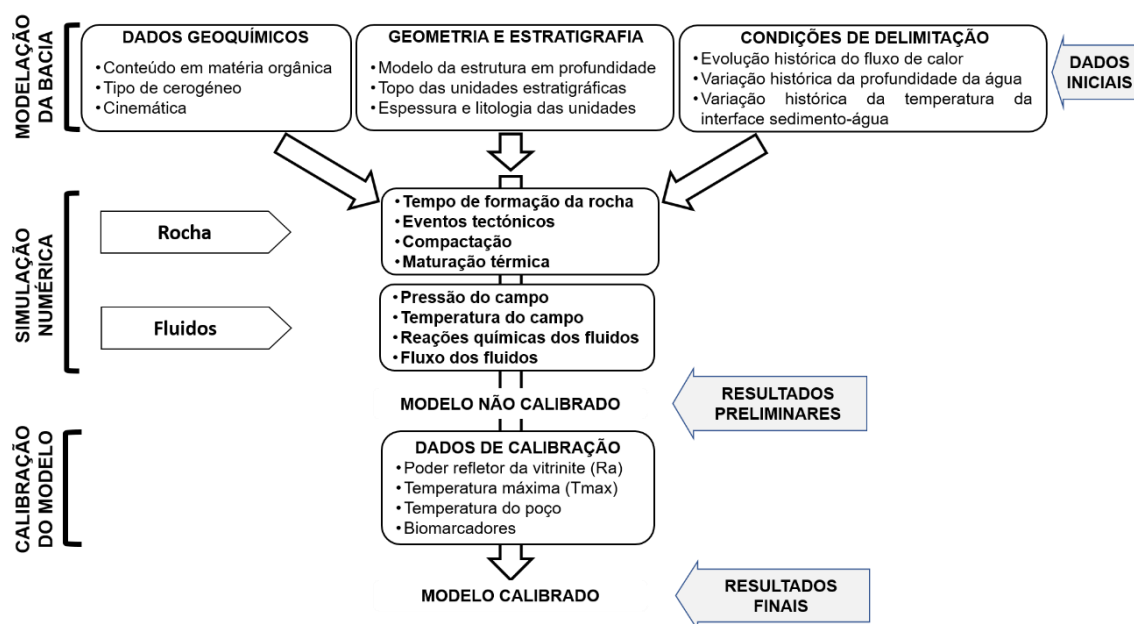 MODELAÇÃO
DA BACIA
DADOS GEOQUÍMICOS
•Conteúdo em matéria orgânica
•Tipo de cerogéneo
•Cinemática
GEOMETRIA E ESTRATIGRAFIA
•Modelo da estrutura em profundidade
•Topo das unidades estratigráficas
•Espessura e litologia das unidades
CONDIÇÕES DE DELIMITAÇÃO
•Evolução histórica do fluxo de calor
•Variação histórica da profundidade da água
•Variação histórica da temperatura da
interface sedimento-água
DADOS
INICIAIS
SIMULAÇÃO
NUMÉRICA
Rocha
•Tempo de formação da rocha
•Eventos tectónicos
•Compactação
•Maturação térmica
Fluidos
•Pressão do campo
•Temperatura do campo
•Reações químicas dos fluidos
•Fluxo dos fluidos
MODELO NÃO CALIBRADO
RESULTADOS
PRELIMINARES
CALIBRAÇÃO
DO MODELO
DADOS DE CALIBRAÇÃO
•Poder refletor da vitrinite (Ra)
•Temperatura máxima (Tmax)
•Temperatura do poço
•Biomarcadores
MODELO CALIBRADO
RESULTADOS
FINAIS